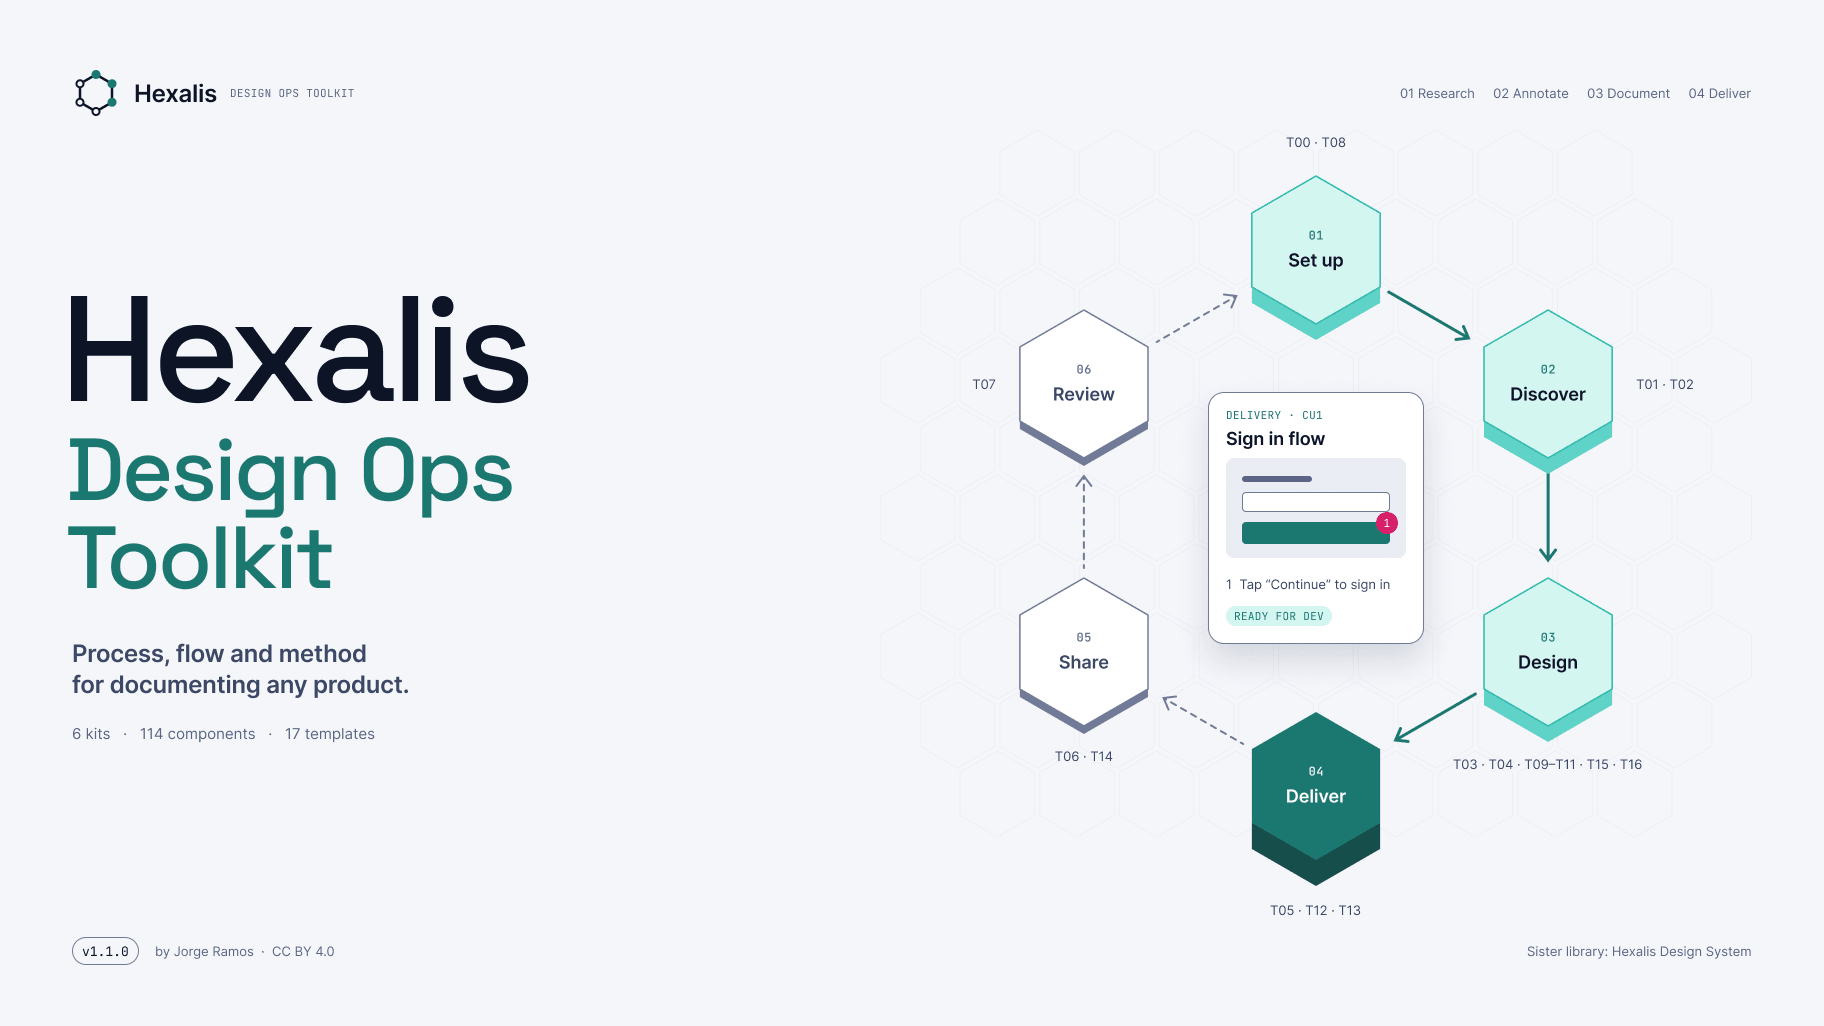 Hexalis DESIGN OPS TOOLKIT
01 Research 02 Annotate 03 Document 04 Deliver
Hexalis
Design Ops
Toolkit
Process, flow and method
for documenting any product.
6 kits · 114 components · 17 templates
T00 · T08
01
Set up
02
Discover
T01 · T02
03
Design
T03 · T04 · T09–T11 · T15 · T16
04
Deliver
T05 · T12 · T13
05
Share
T06 · T14
06
Review
T07
DELIVERY · CU1
Sign in flow
1
1 Tap “Continue” to sign in
READY FOR DEV
v1.1.0 by Jorge Ramos · CC BY 4.0
Sister library: Hexalis Design System